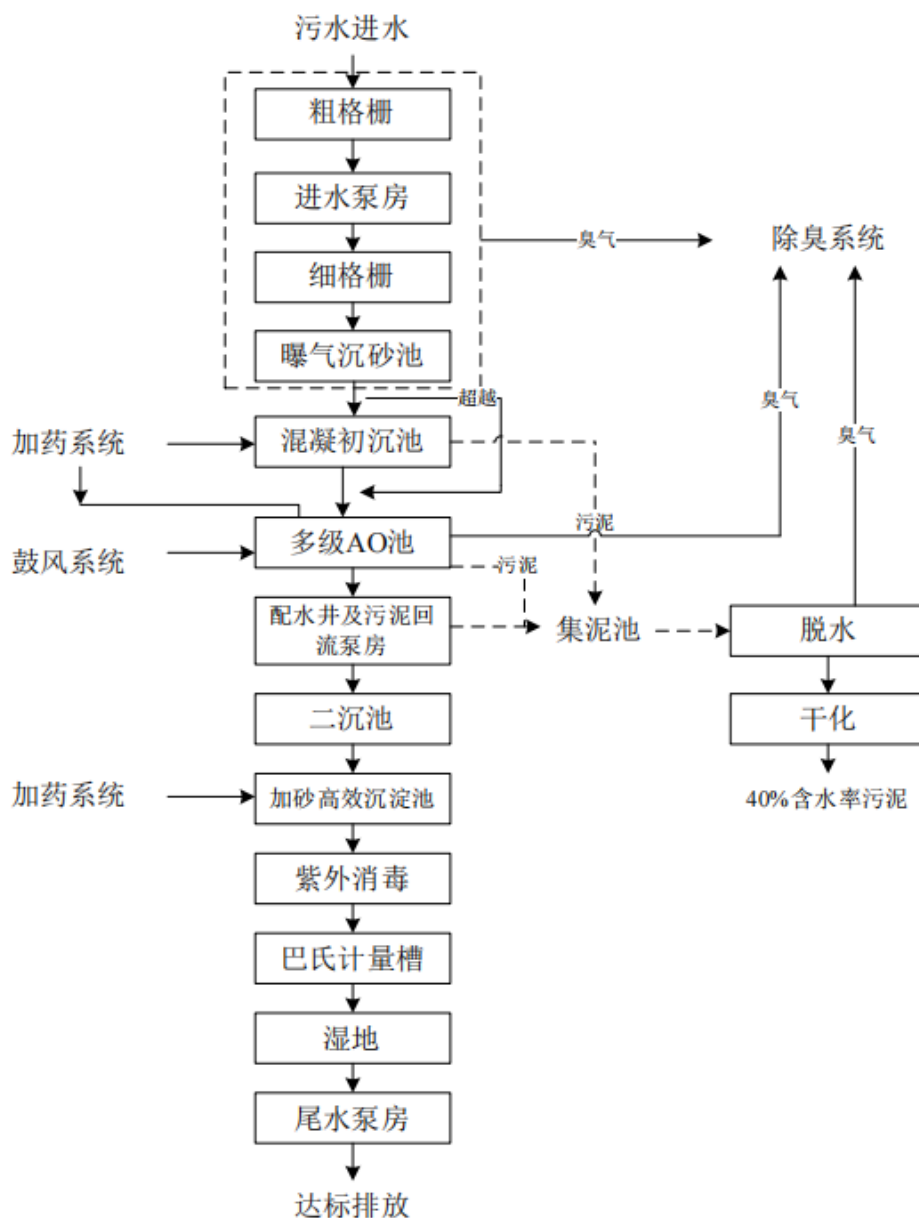 污水进水
粗格栅
进水泵房
臭气
除臭系统
细格栅
曝气沉砂池
超越
臭气
加药系统
混凝初沉池
臭气
污泥
多级AO池
鼓风系统
污泥
配水井及污泥回
流泵房
集泥池
脱水
二沉池
干化
加药系统
加砂高效沉淀池
40%含水率污泥
紫外消毒
巴氏计量槽
湿地
尾水泵房
达标排放